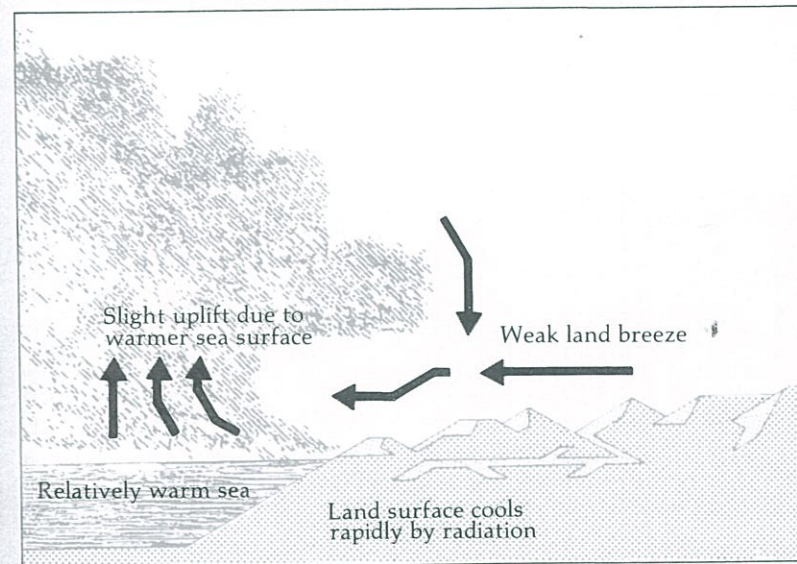 Slight uplift due to
warmer sea surface
Weak land breeze
Relatively warm sea
Land surface cools
rapidly by radiation